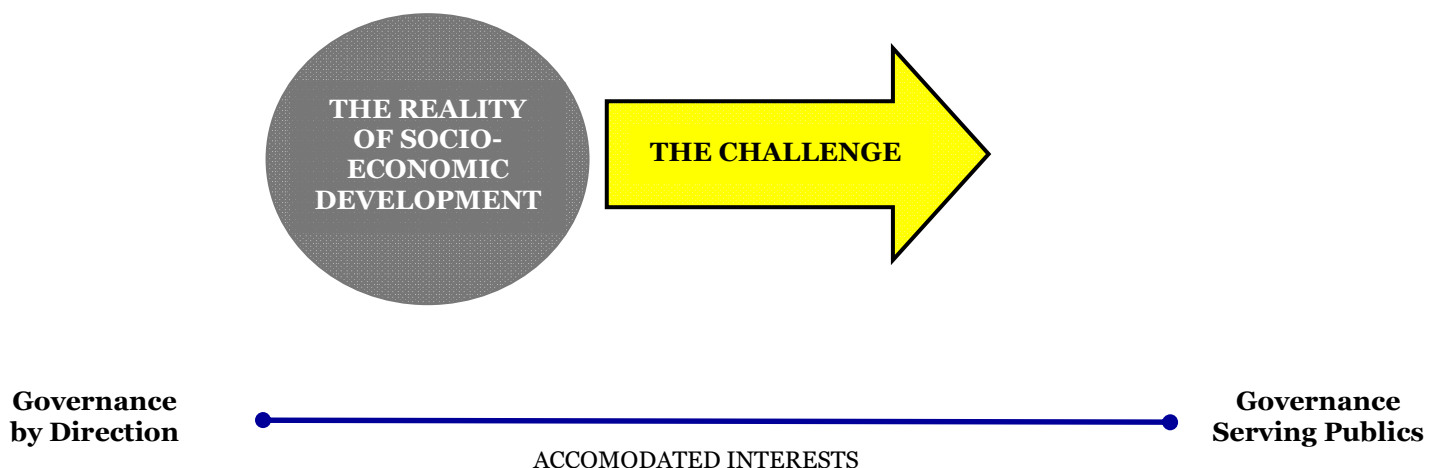 THE REALITY
OF SOCIO-
ECONOMIC
DEVELOPMENT
THE CHALLENGE
Governance
by Direction
Governance
Serving Publics
ACCOMODATED INTERESTS